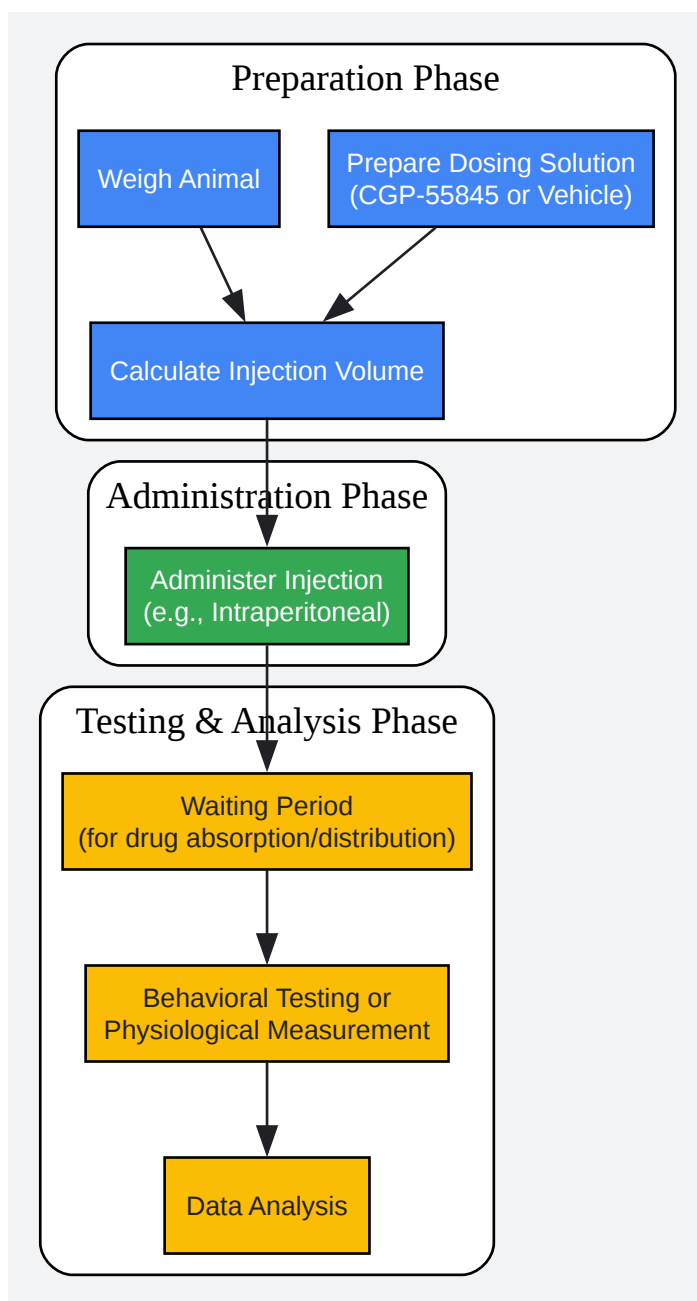 Preparation Phase
Weigh Animal
Prepare Dosing Solution
(CGP-55845 or Vehicle)
Calculate Injection Volume
Administration Phase
Administer Injection
(e.g., Intraperitoneal)
Testing & Analysis Phase
Waiting Period
(for drug absorption/distribution)
Behavioral Testing or
Physiological Measurement
Data Analysis